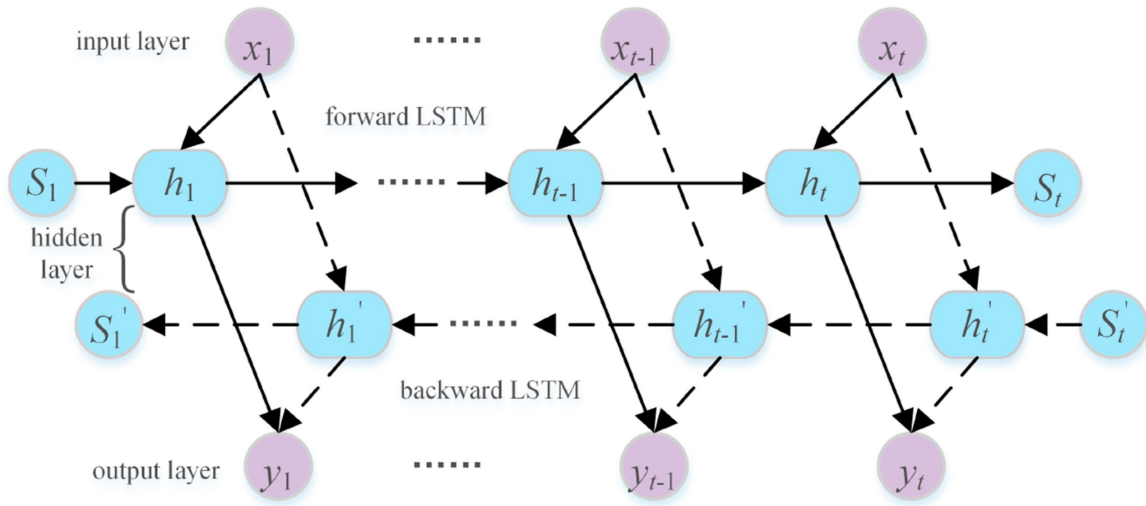 input layer x1 ...... xt-1 xt
forward LSTM
S1 h1 ...... ht-1 ht St
hidden
layer
S1' h1' ...... ht-1' ht' St'
backward LSTM
output layer y1 ...... yt-1 yt